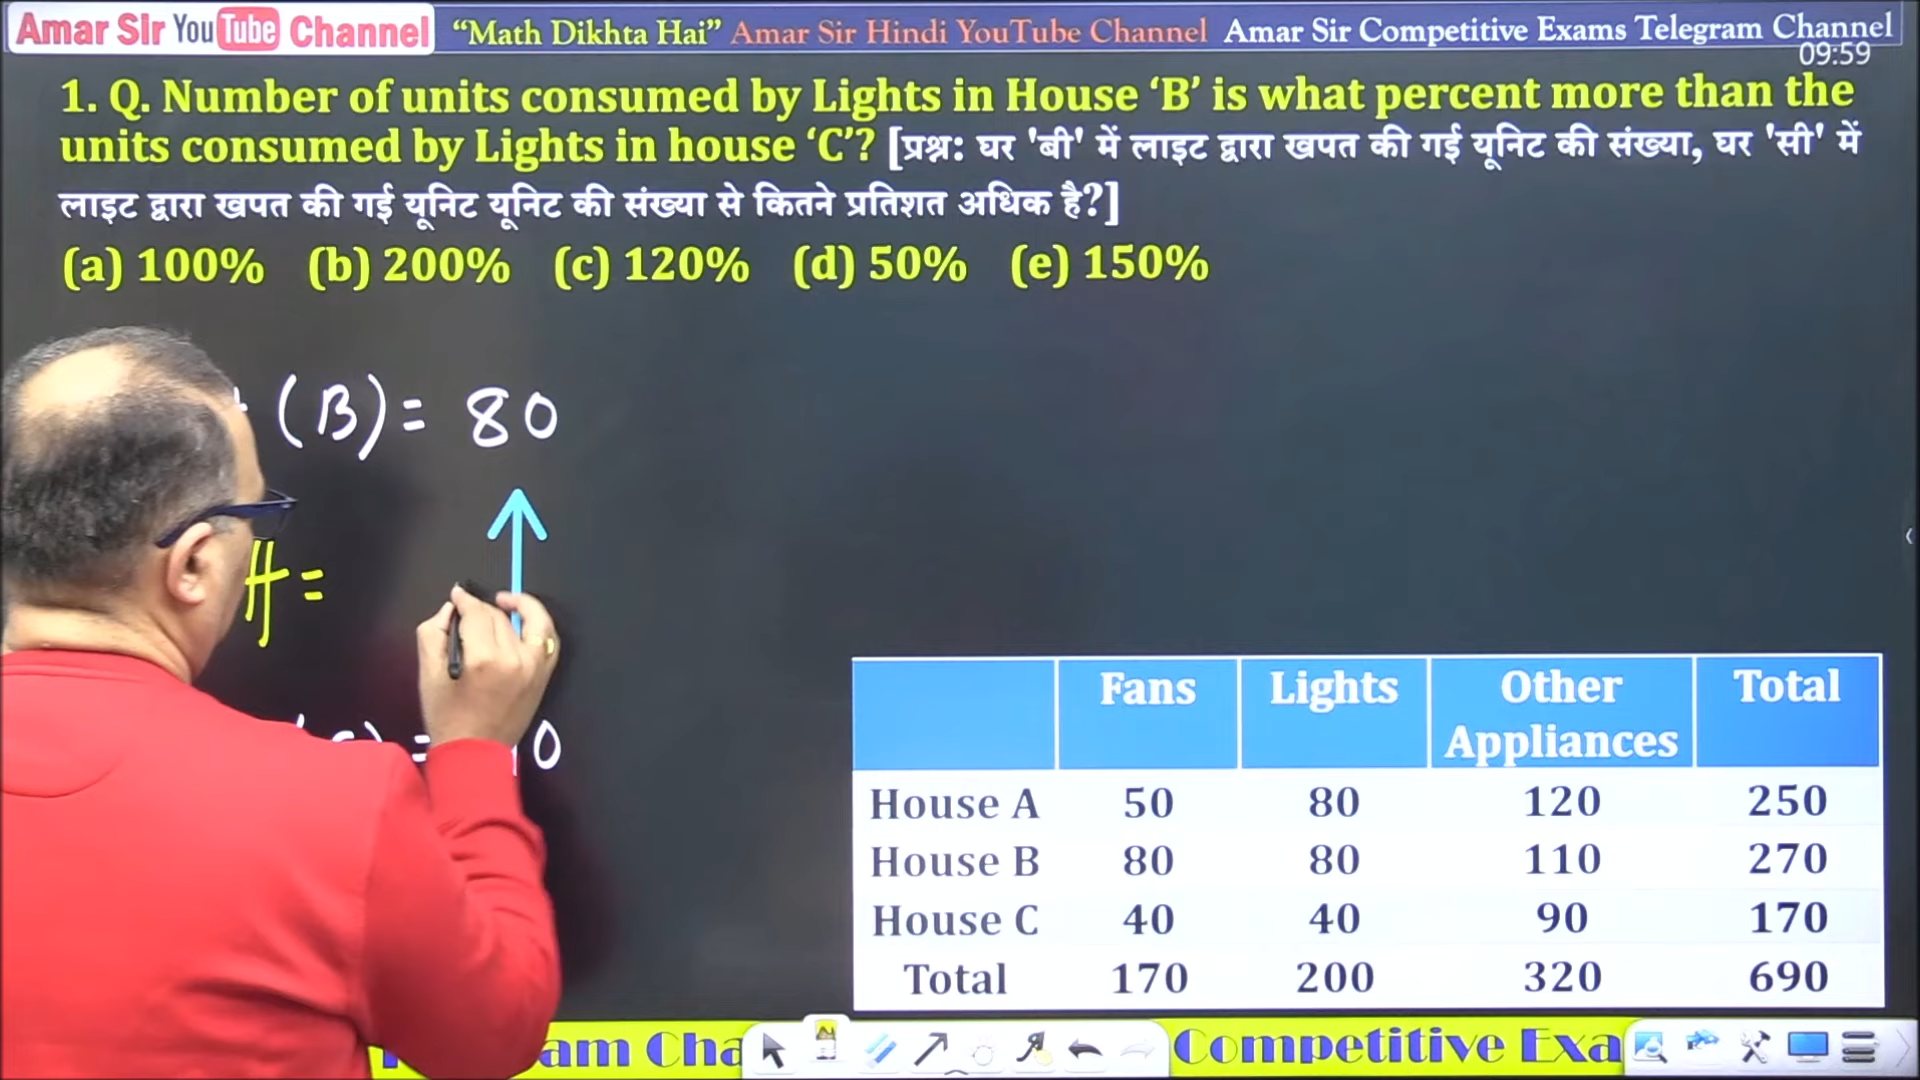 Amar Sir YouTube Channel "Math Dikhta Hai" Amar Sir Hindi YouTube Channel Amar Sir Competitive Exams Telegram Channel
09:59
1. Q. Number of units consumed by Lights in House ‘B’ is what percent more than the
units consumed by Lights in house ‘C’? [प्रश्न: घर 'बी' में लाइट द्वारा खपत की गई यूनिट की संख्या, घर 'सी' में
लाइट द्वारा खपत की गई यूनिट यूनिट की संख्या से कितने प्रतिशत अधिक है?]
(a) 100% (b) 200% (c) 120% (d) 50% (e) 150%
(B) = 80
=
Fans Lights Other Appliances Total
House A 50 80 120 250
House B 80 80 110 270
House C 40 40 90 170
Total 170 200 320 690
Competitive Exa